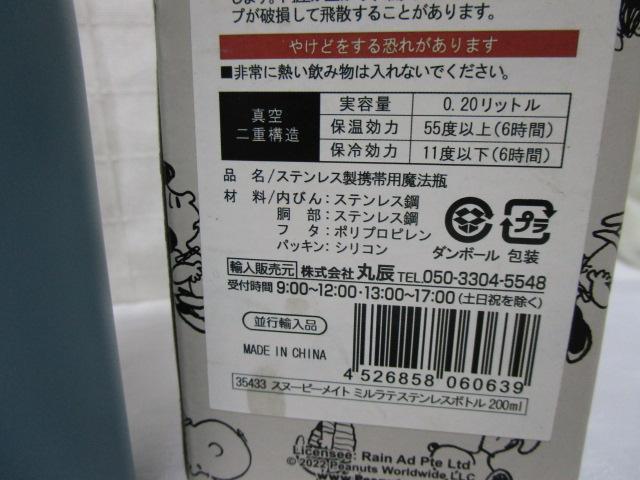 プが破損して飛散することがあります。
やけどをする恐れがあります
■非常に熱い飲み物は入れないでください。
真空
二重構造
実容量 0.20リットル
保温効力 55度以上(6時間)
保冷効力 11度以下(6時間)
品 名/ステンレス製携帯用魔法瓶
材 料/内びん:ステンレス鋼
胴 部:ステンレス鋼
フ タ:ポリプロピレン
パッキン:シリコン
プラ
ダンボール 包装
輸入販売元 株式会社 丸辰 TEL 050-3304-5548
受付時間 9:00~12:00・13:00~17:00 (土日祝を除く)
並行輸入品
MADE IN CHINA
4 526858 060639
35433 スヌーピーメイト ミルラテステンレスボトル 200ml
Licensee: Rain Ad Pte Ltd
©2022 Peanuts Worldwide LLC